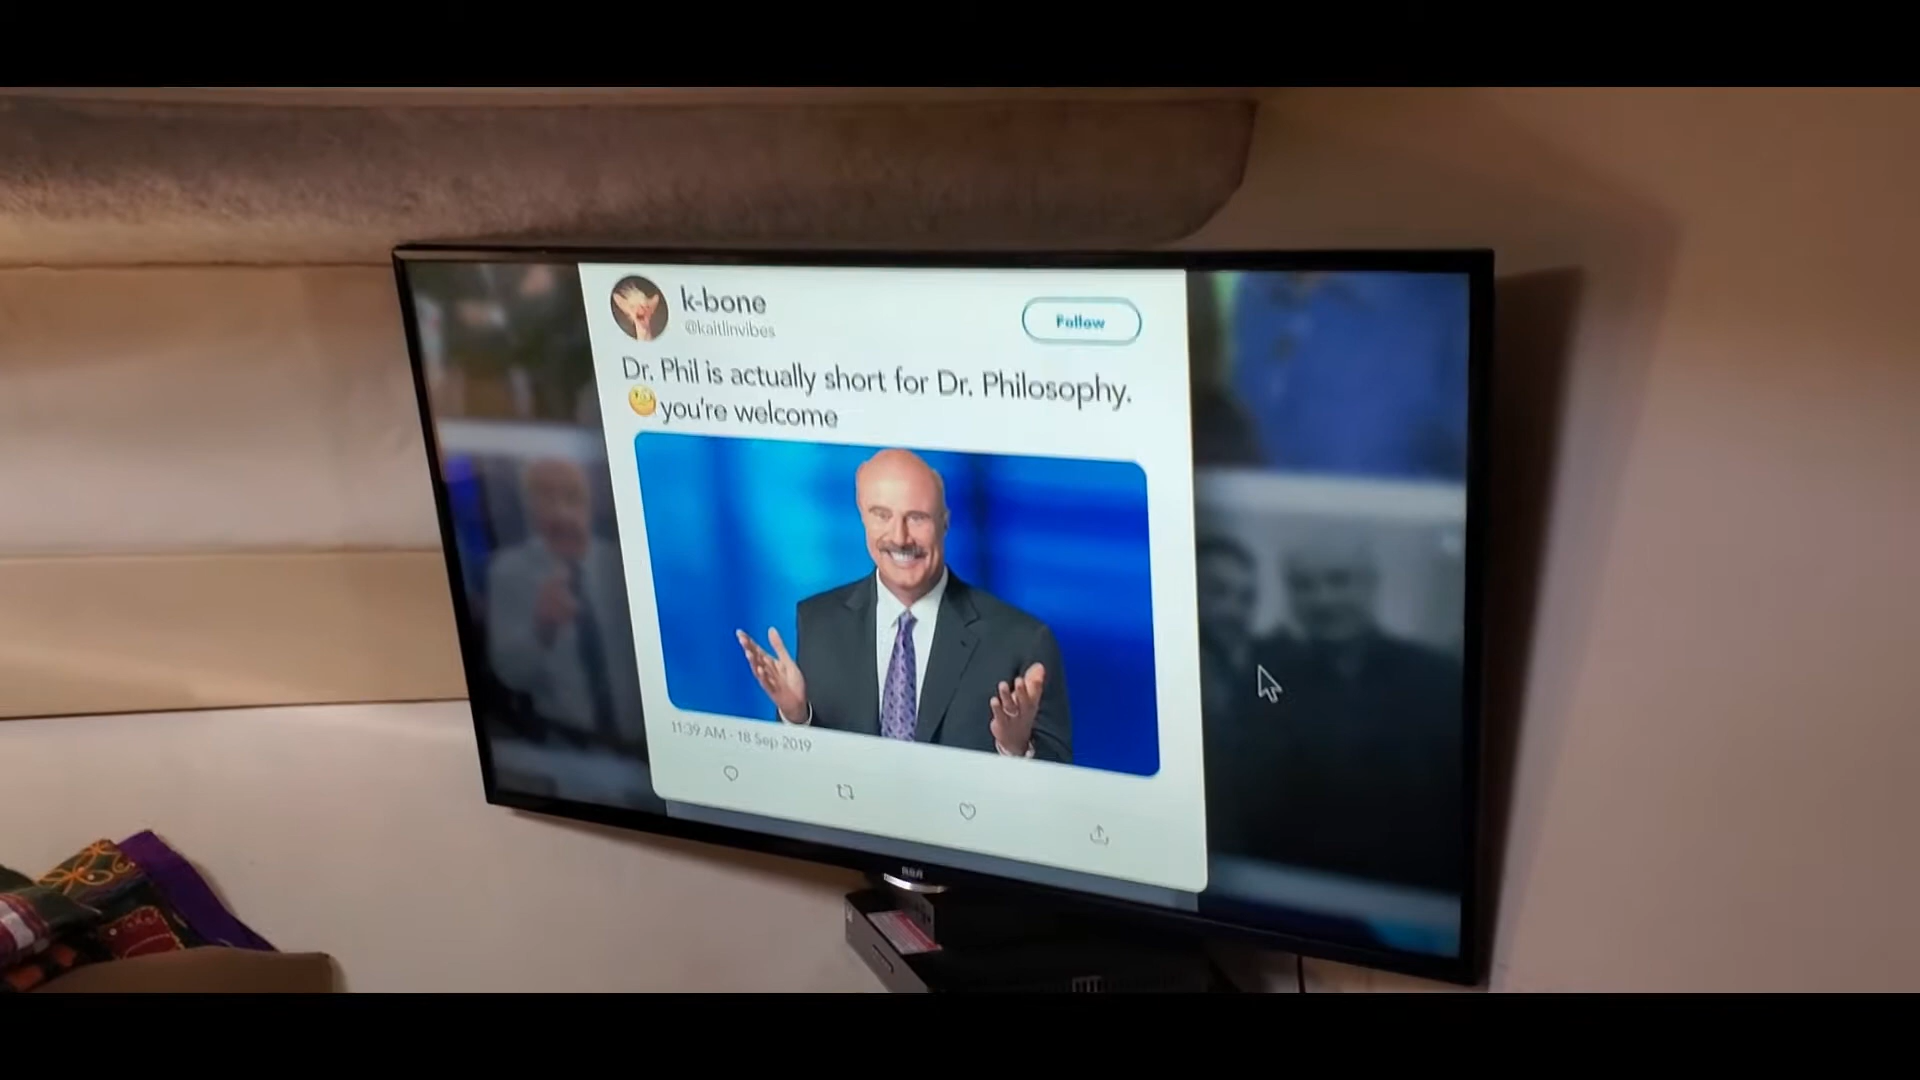 k-bone
@kaitlinvibes
Follow
Dr. Phil is actually short for Dr. Philosophy.
you're welcome
11:39 AM - 18 Sep 2019
RCA